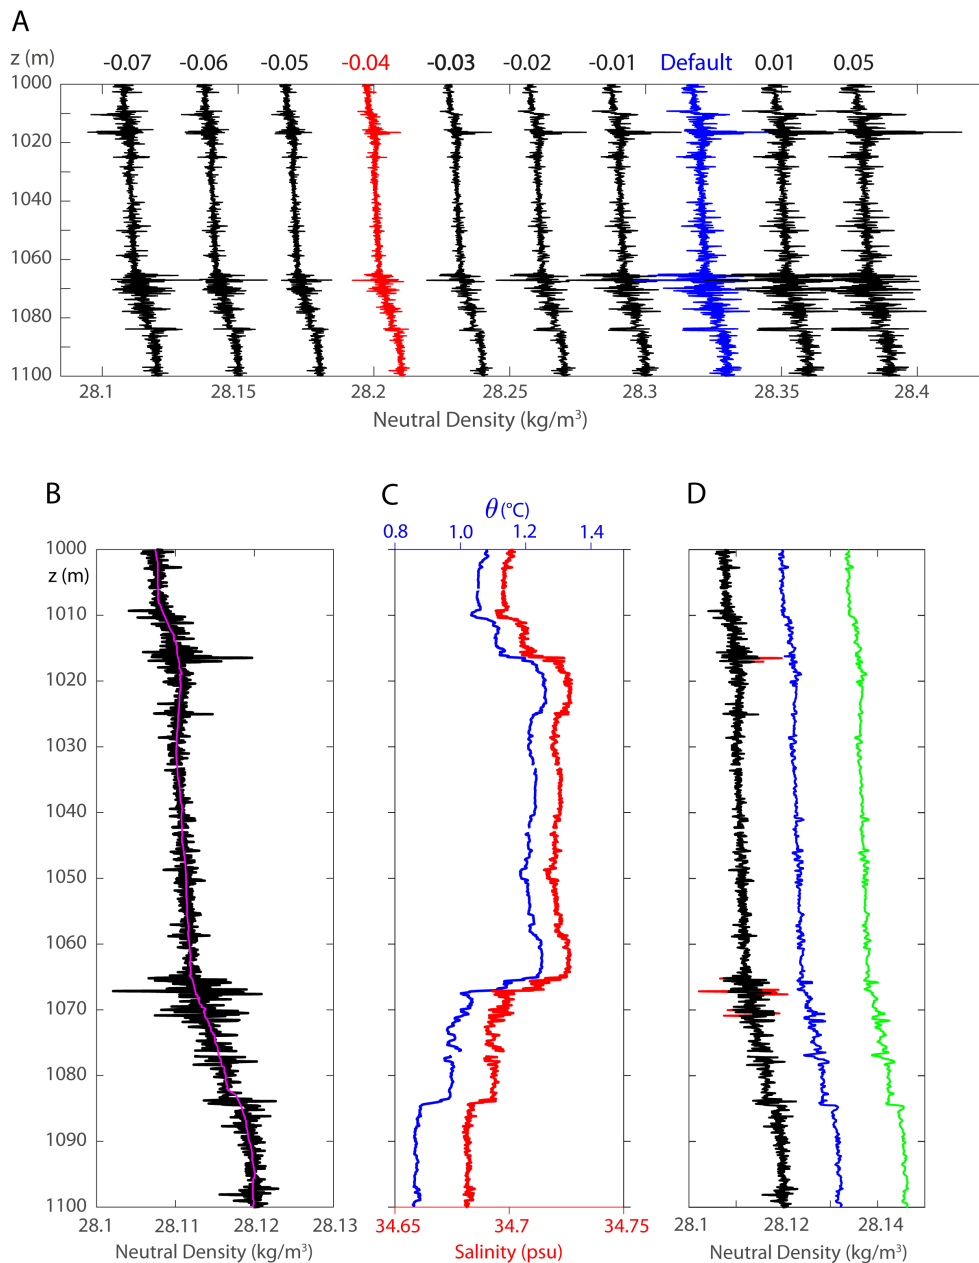 A
z (m)
-0.07 -0.06 -0.05 -0.04 -0.03 -0.02 -0.01 Default 0.01 0.05
1000
1020
1040
1060
1080
1100
28.1 28.15 28.2 28.25 28.3 28.35 28.4
Neutral Density (kg/m³)
B C D
θ (°C)
0.8 1.0 1.2 1.4
1000
z (m)
1010
1020
1030
1040
1050
1060
1070
1080
1090
1100
28.1 28.11 28.12 28.13 34.65 34.7 34.75 28.1 28.12 28.14
Neutral Density (kg/m³) Salinity (psu) Neutral Density (kg/m³)